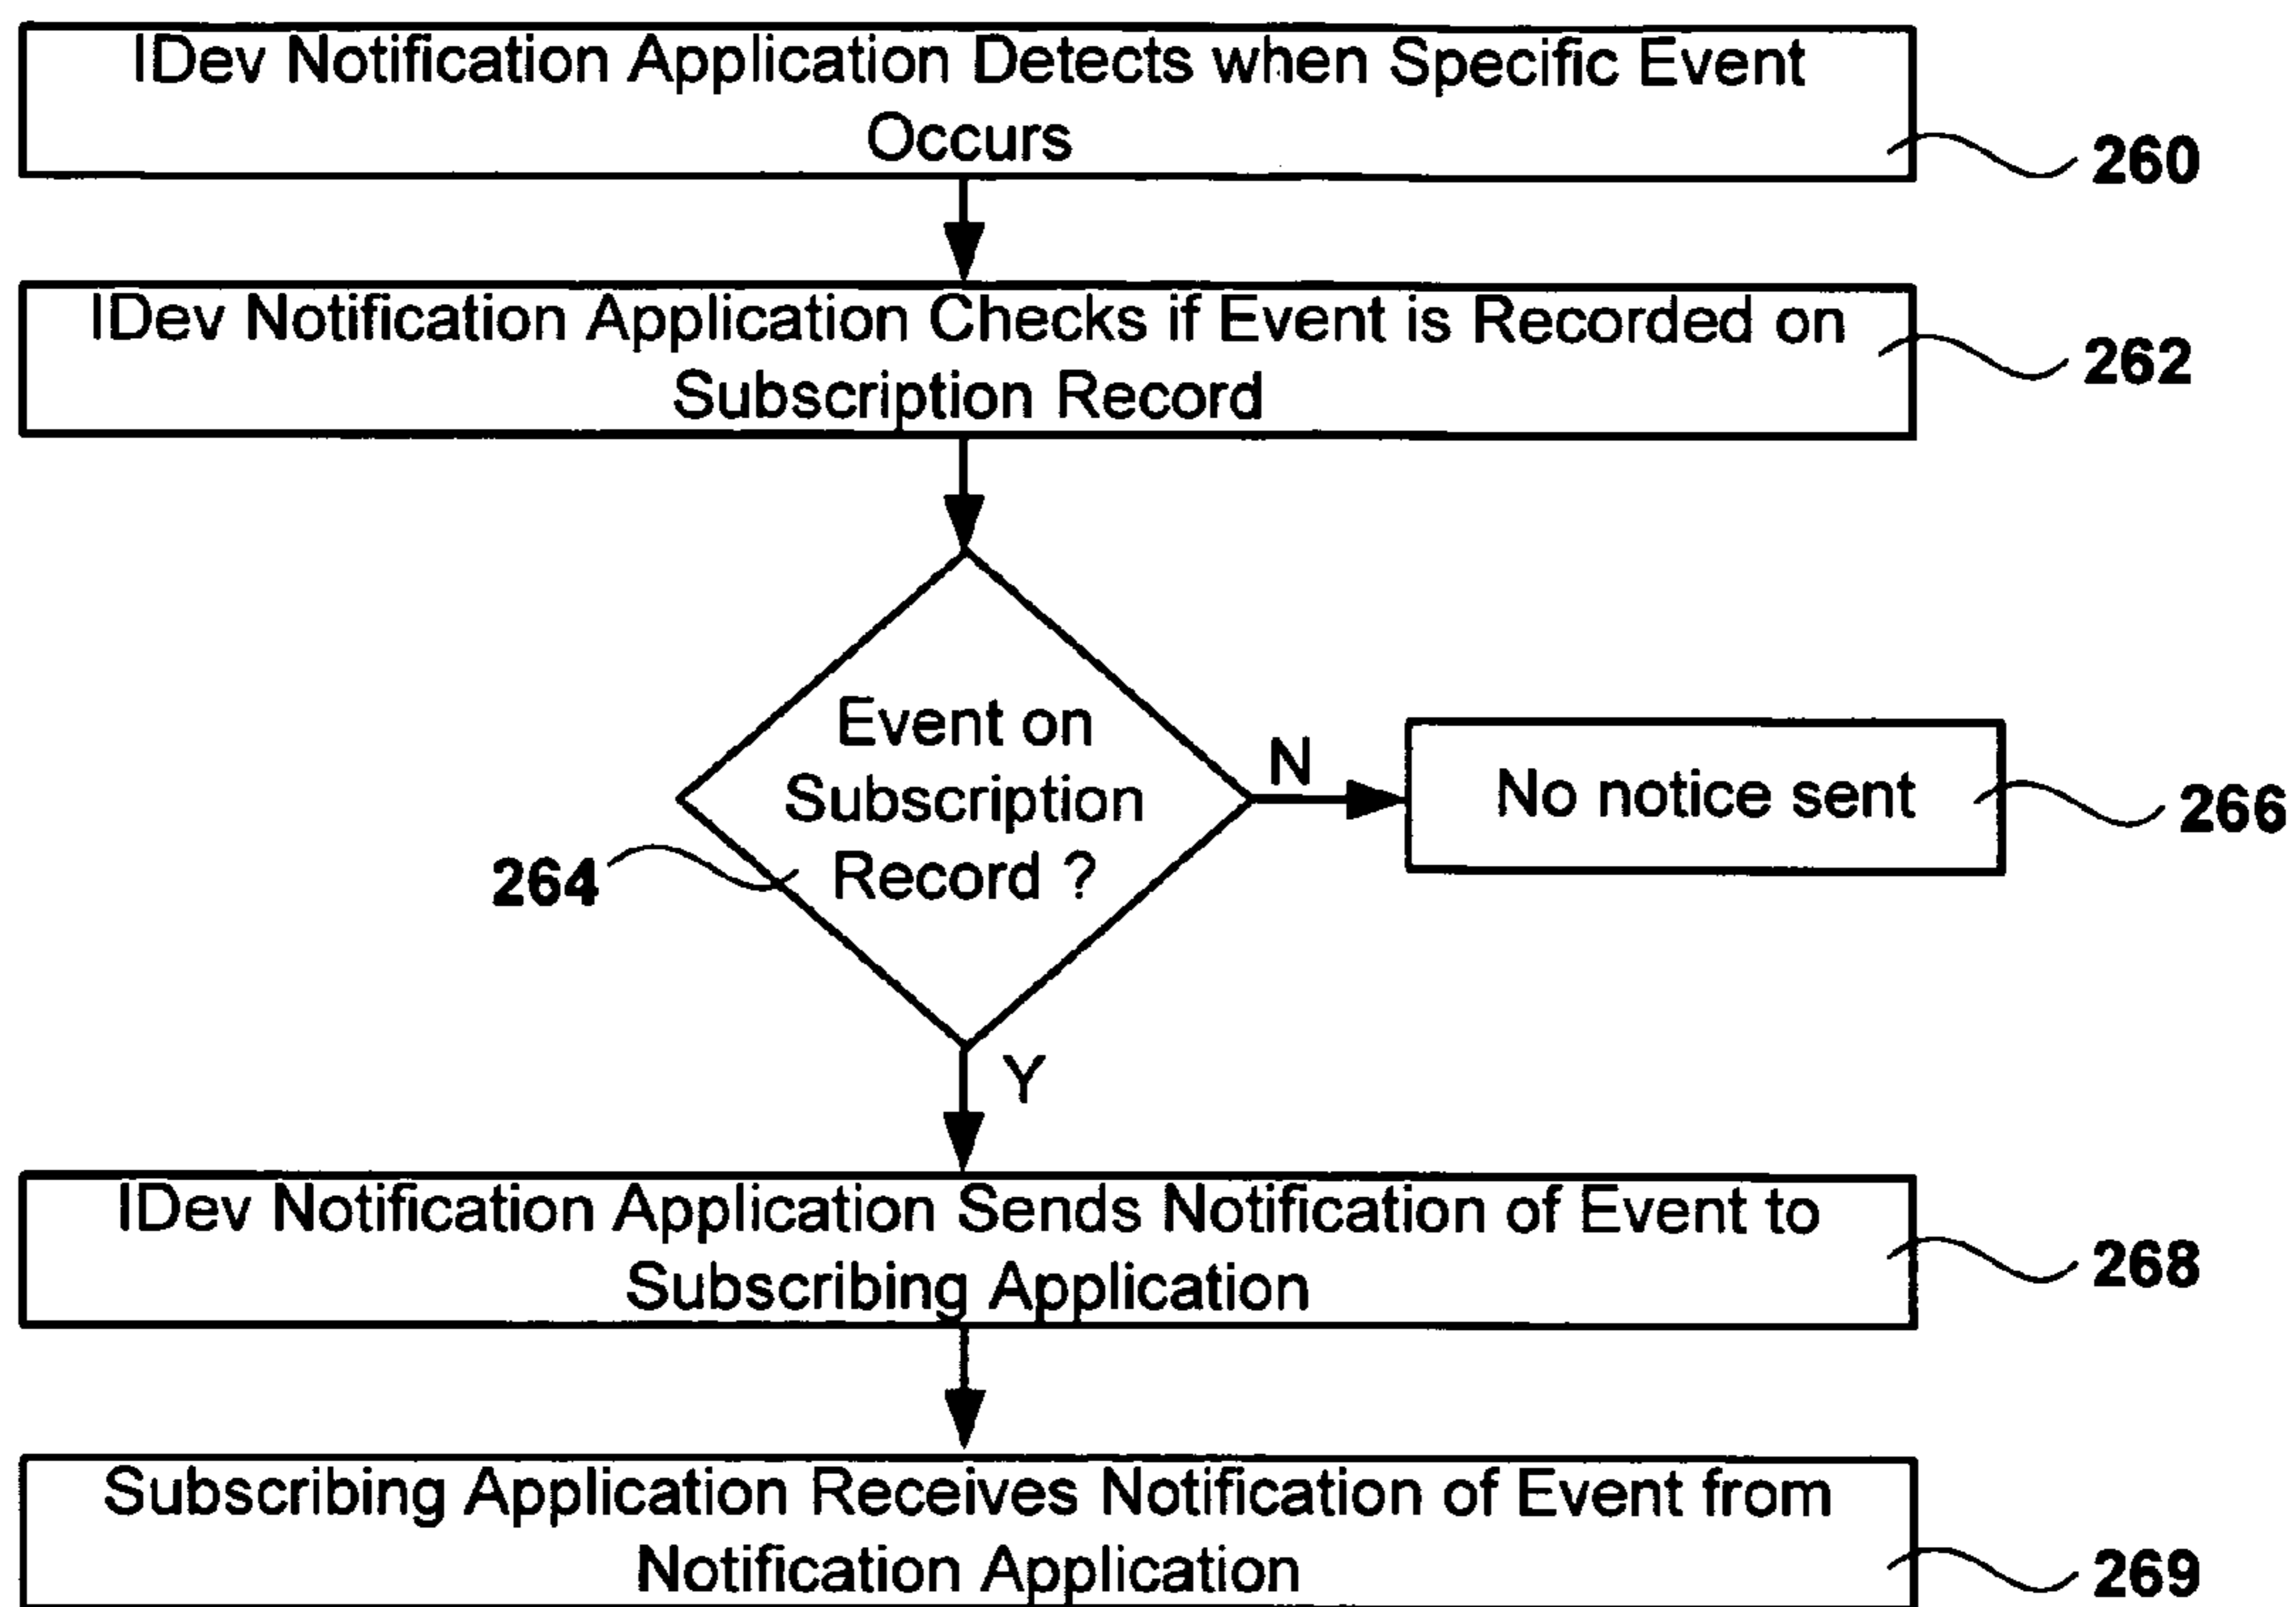 IDev Notification Application Detects when Specific Event
Occurs
260
IDev Notification Application Checks if Event is Recorded on
Subscription Record
262
Event on
Subscription
Record ?
264
N
No notice sent
266
Y
IDev Notification Application Sends Notification of Event to
Subscribing Application
268
Subscribing Application Receives Notification of Event from
Notification Application
269